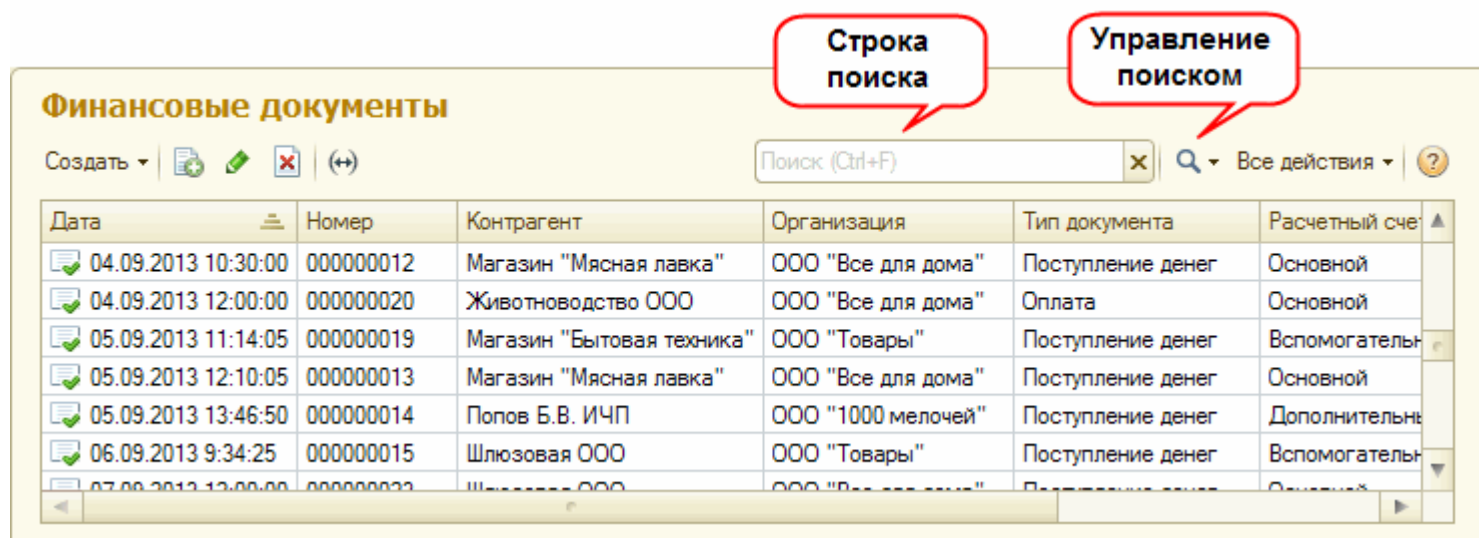 Строка
поиска
Управление
поиском
Финансовые документы
Создать Поиск (Ctrl+F) Все действия
Дата Номер Контрагент Организация Тип документа Расчетный сче
04.09.2013 10:30:00 000000012 Магазин "Мясная лавка" ООО "Все для дома" Поступление денег Основной
04.09.2013 12:00:00 000000020 Животноводство ООО ООО "Все для дома" Оплата Основной
05.09.2013 11:14:05 000000019 Магазин "Бытовая техника" ООО "Товары" Поступление денег Вспомогательн
05.09.2013 12:10:05 000000013 Магазин "Мясная лавка" ООО "Все для дома" Поступление денег Основной
05.09.2013 13:46:50 000000014 Попов Б.В. ИЧП ООО "1000 мелочей" Поступление денег Дополнительны
06.09.2013 9:34:25 000000015 Шлюзовая ООО ООО "Товары" Поступление денег Вспомогательн